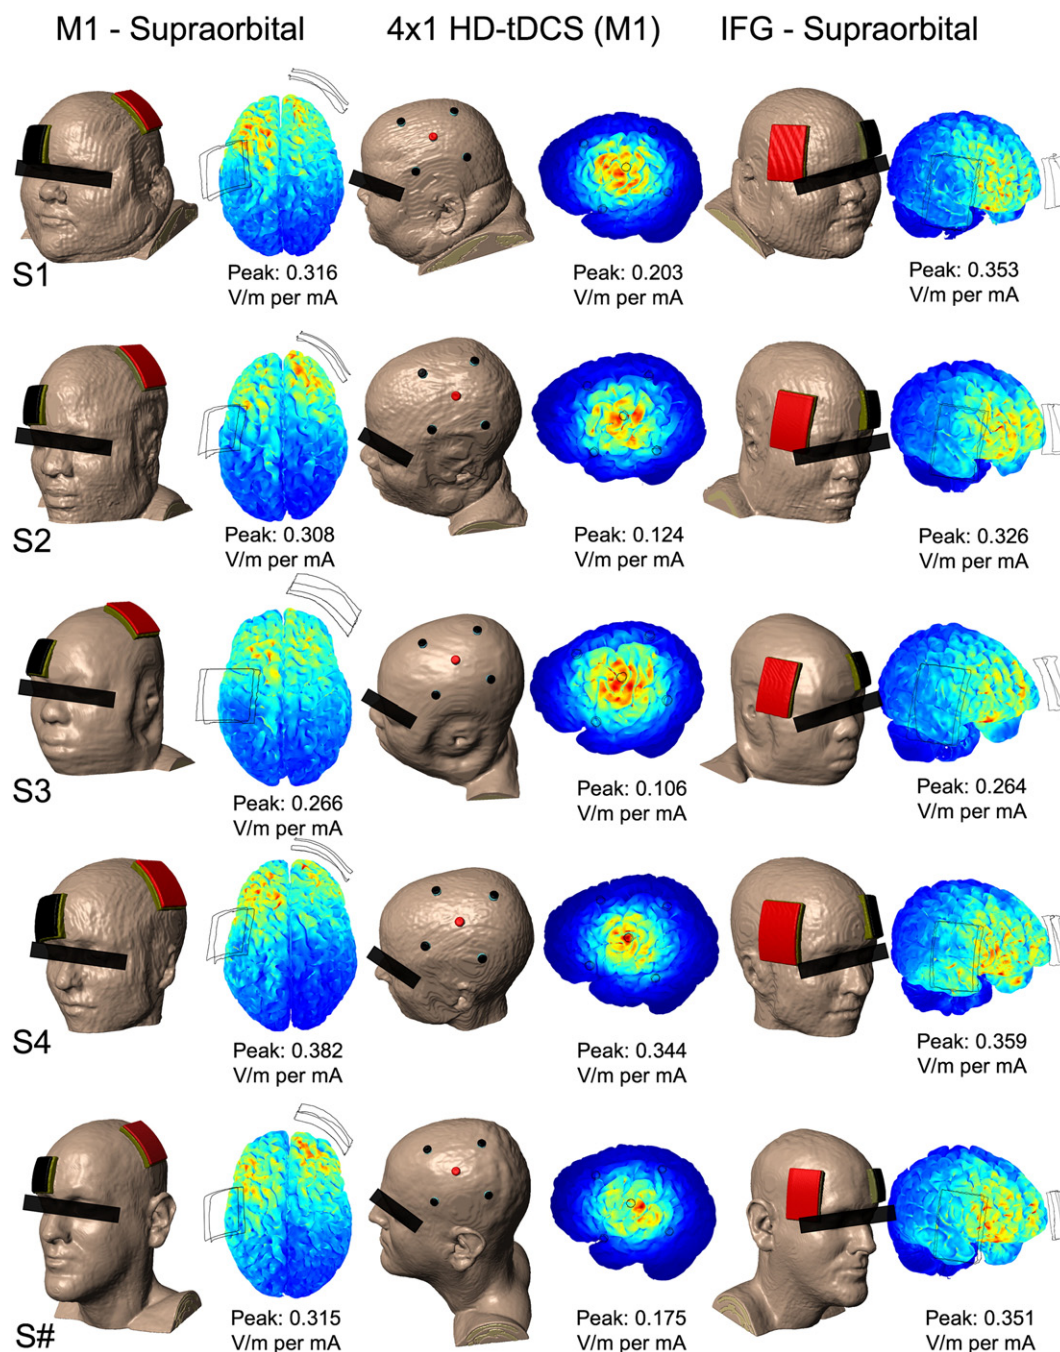 M1 - Supraorbital
4x1 HD-tDCS (M1)
IFG - Supraorbital
S1
Peak: 0.316
V/m per mA
Peak: 0.203
V/m per mA
Peak: 0.353
V/m per mA
S2
Peak: 0.308
V/m per mA
Peak: 0.124
V/m per mA
Peak: 0.326
V/m per mA
S3
Peak: 0.266
V/m per mA
Peak: 0.106
V/m per mA
Peak: 0.264
V/m per mA
S4
Peak: 0.382
V/m per mA
Peak: 0.344
V/m per mA
Peak: 0.359
V/m per mA
S#
Peak: 0.315
V/m per mA
Peak: 0.175
V/m per mA
Peak: 0.351
V/m per mA